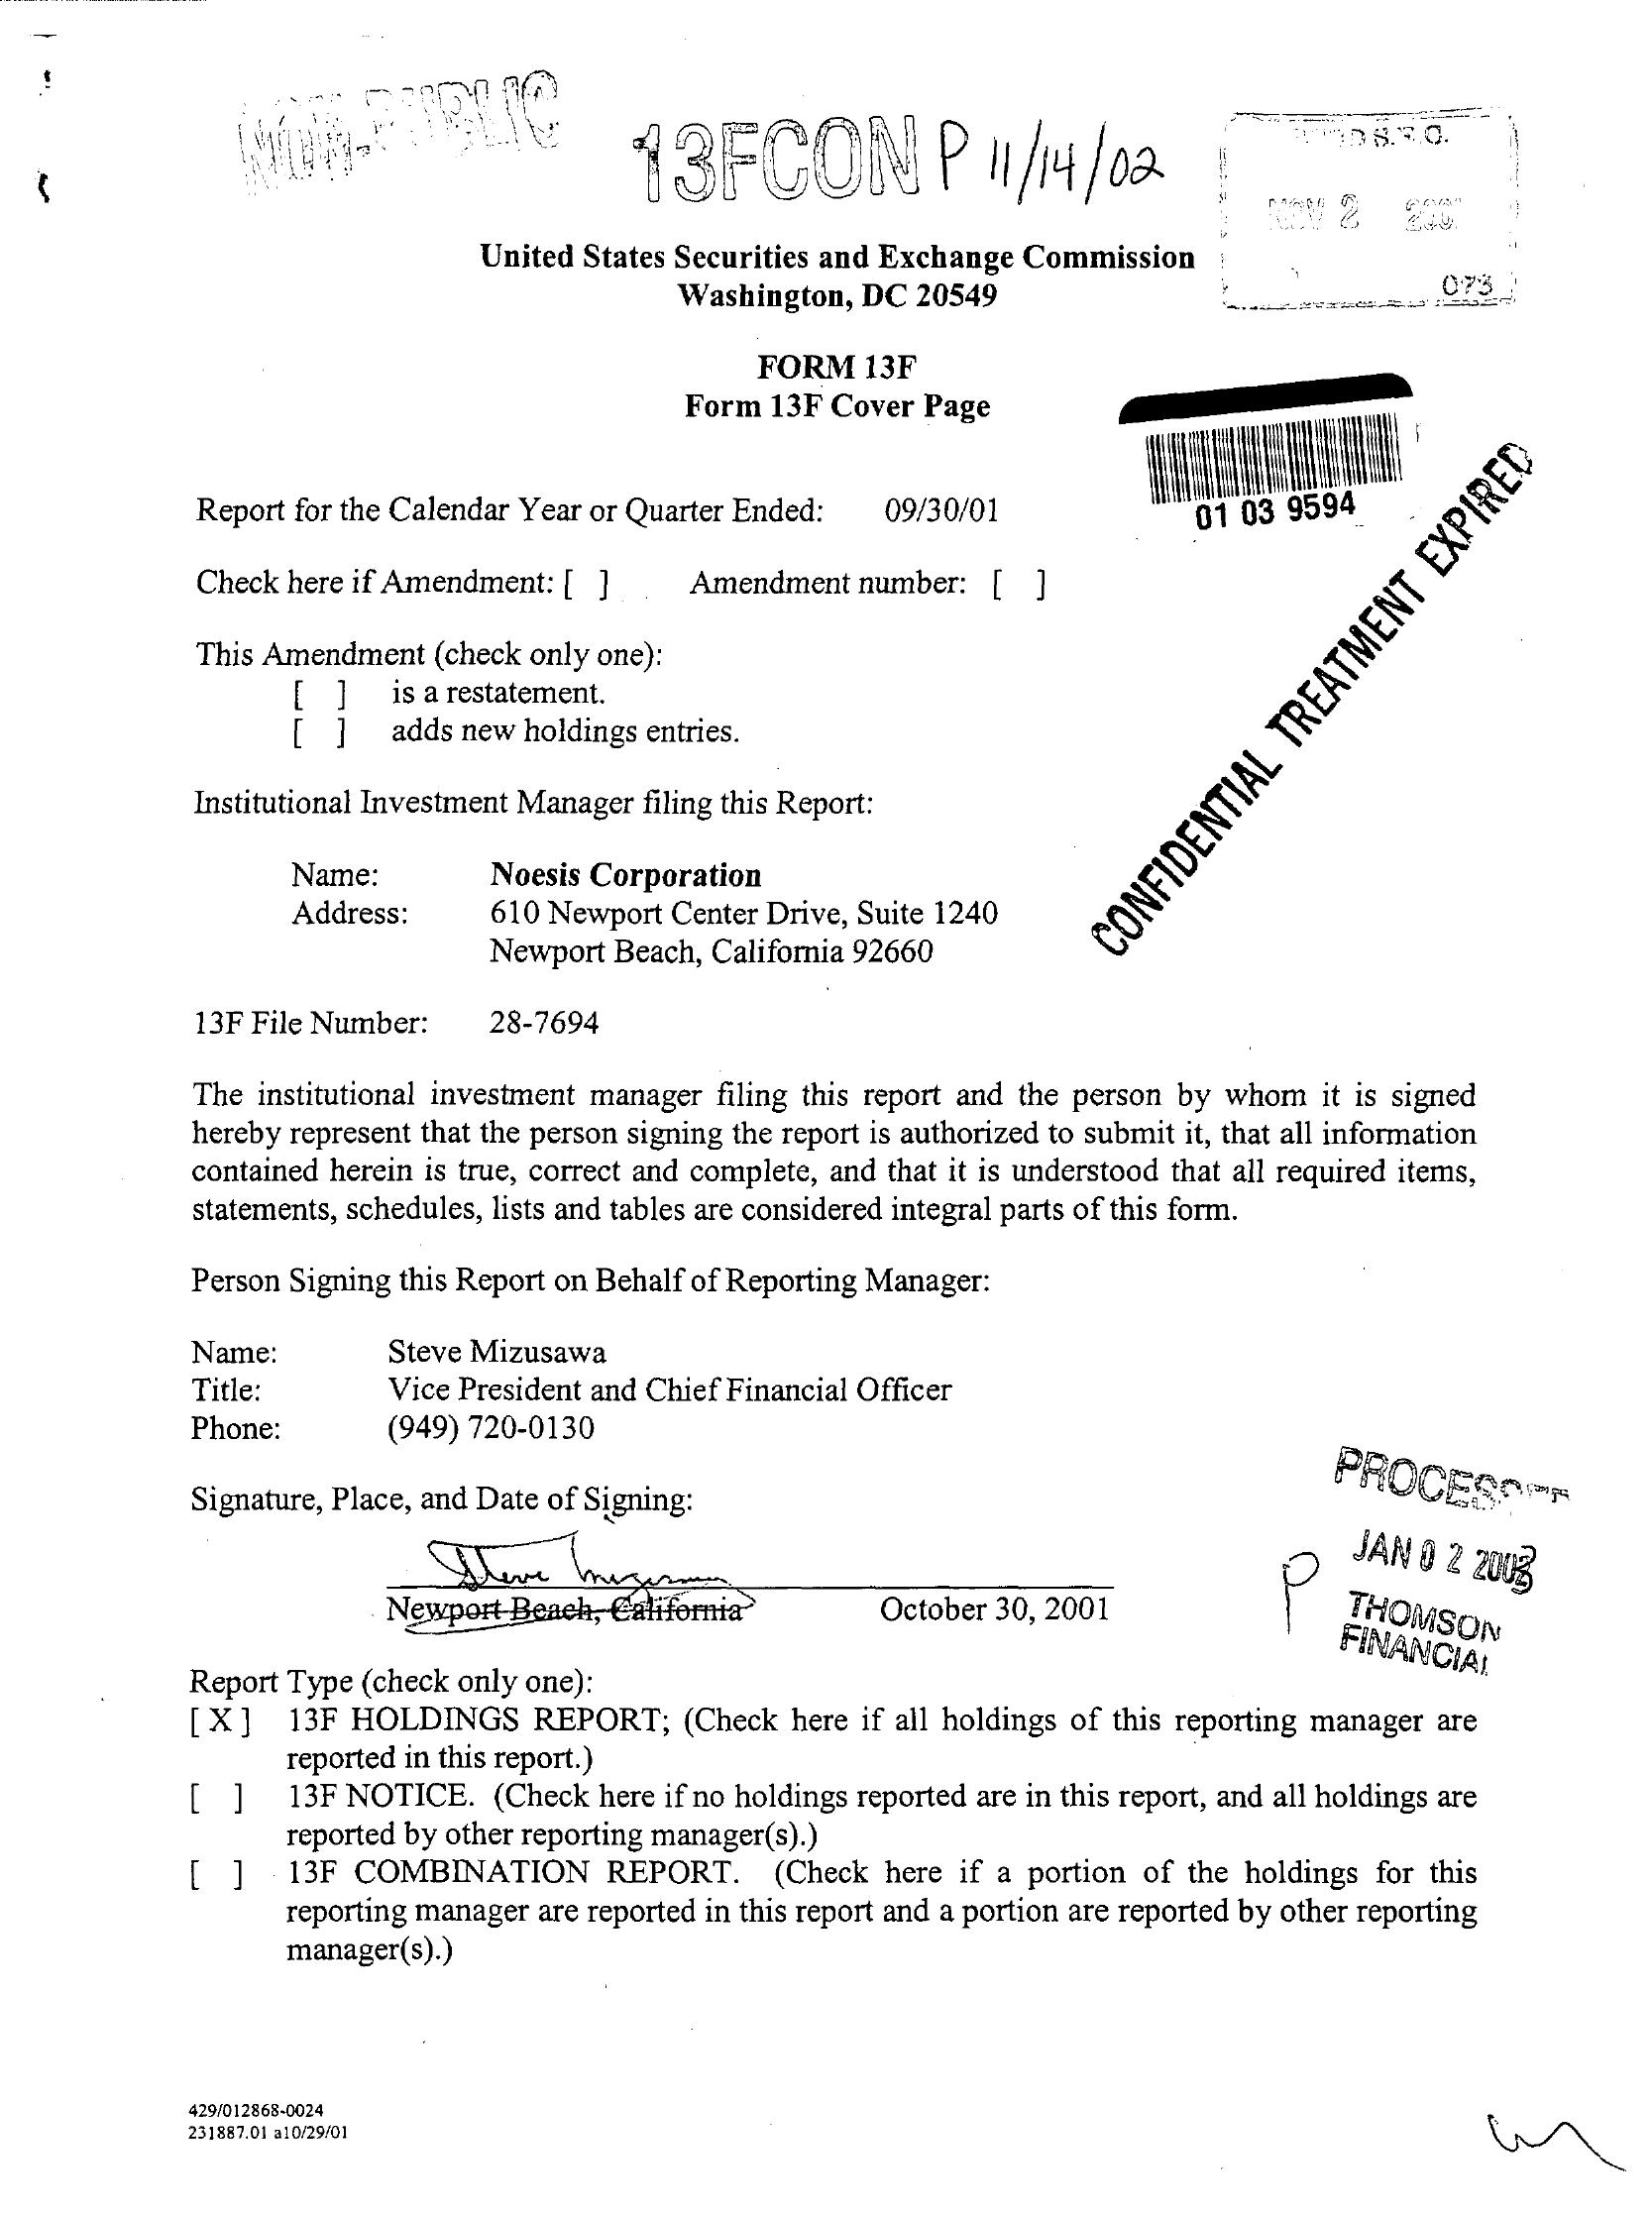 NON-PUBLIC
13FCON P 11/14/02
S.E.C.
NOV 2
073
United States Securities and Exchange Commission
Washington, DC 20549
FORM 13F
Form 13F Cover Page
01 03 9594
CONFIDENTIAL TREATMENT EXPIRED
Report for the Calendar Year or Quarter Ended: 09/30/01
Check here if Amendment: [ ] Amendment number: [ ]
This Amendment (check only one):
[ ] is a restatement.
[ ] adds new holdings entries.
Institutional Investment Manager filing this Report:
Name: Noesis Corporation
Address: 610 Newport Center Drive, Suite 1240
Newport Beach, California 92660
13F File Number: 28-7694
The institutional investment manager filing this report and the person by whom it is signed
hereby represent that the person signing the report is authorized to submit it, that all information
contained herein is true, correct and complete, and that it is understood that all required items,
statements, schedules, lists and tables are considered integral parts of this form.
Person Signing this Report on Behalf of Reporting Manager:
Name: Steve Mizusawa
Title: Vice President and Chief Financial Officer
Phone: (949) 720-0130
Signature, Place, and Date of Signing:
Newport Beach, California October 30, 2001
P
JAN 02 2003
THOMSON
FINANCIAL
Report Type (check only one):
[ X ] 13F HOLDINGS REPORT; (Check here if all holdings of this reporting manager are
reported in this report.)
[ ] 13F NOTICE. (Check here if no holdings reported are in this report, and all holdings are
reported by other reporting manager(s).)
[ ] 13F COMBINATION REPORT. (Check here if a portion of the holdings for this
reporting manager are reported in this report and a portion are reported by other reporting
manager(s).)
429/012868-0024
231887.01 a10/29/01